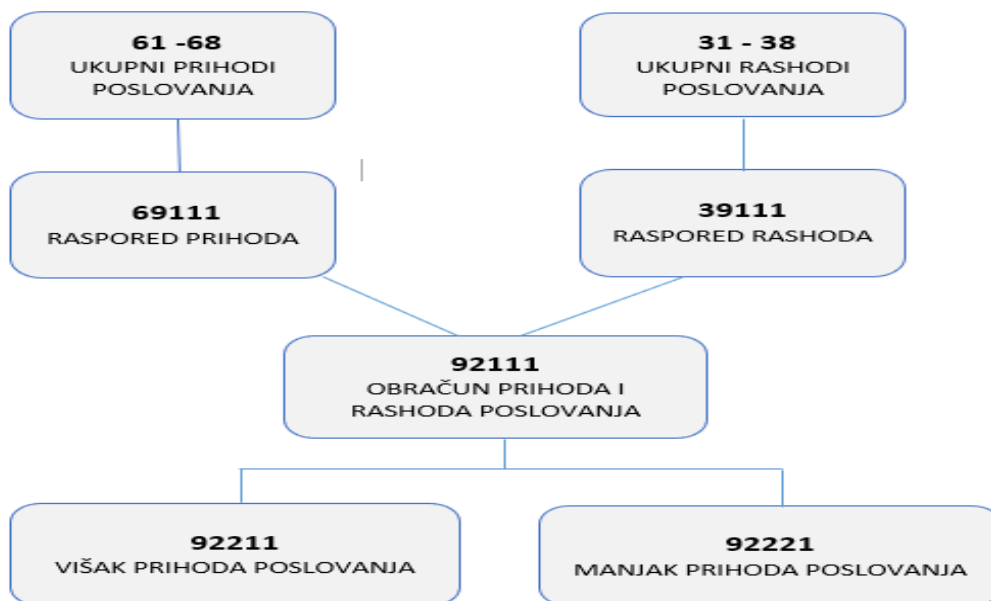 61 -68
UKUPNI PRIHODI
POSLOVANJA
31 - 38
UKUPNI RASHODI
POSLOVANJA
69111
RASPORED PRIHODA
39111
RASPORED RASHODA
92111
OBRAČUN PRIHODA I
RASHODA POSLOVANJA
92211
VIŠAK PRIHODA POSLOVANJA
92221
MANJAK PRIHODA POSLOVANJA